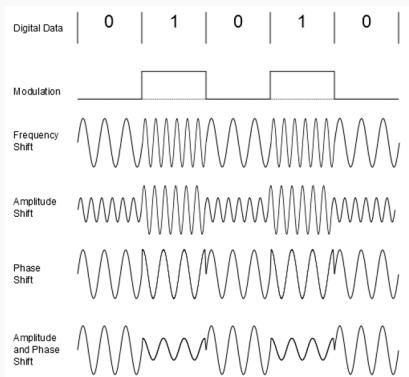 Digital Data 0 1 0 1 0
Modulation
Frequency
Shift
Amplitude
Shift
Phase
Shift
Amplitude
and Phase
Shift